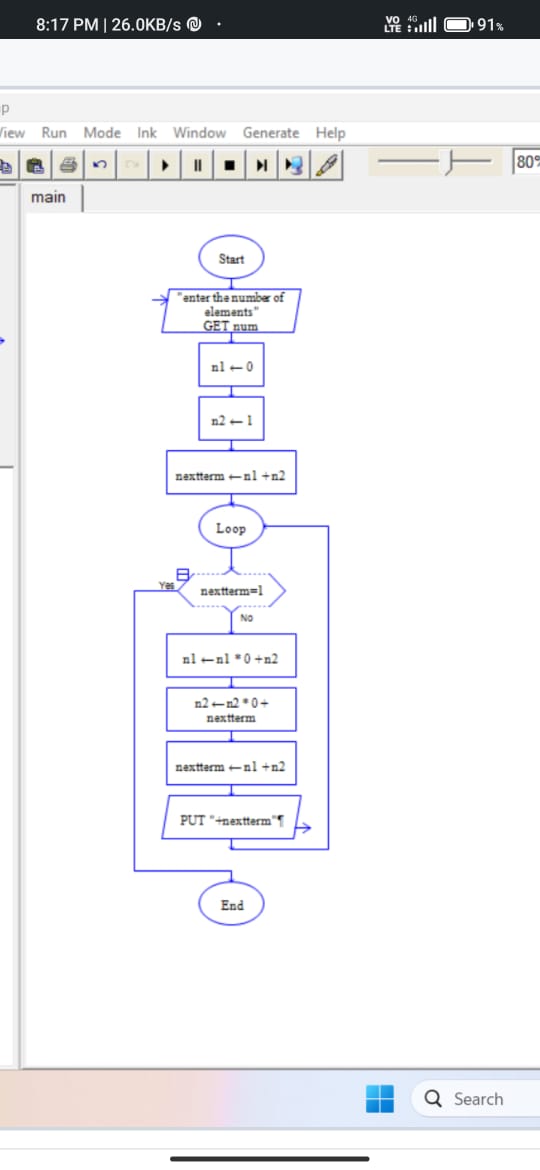 8:17 PM | 26.0KB/s
VO LTE 4G 91%
p
View Run Mode Ink Window Generate Help
80%
main
Start
"enter the number of
elements"
GET num
n1 ← 0
n2 ← 1
nextterm ← n1 +n2
Loop
Yes
nextterm=1
No
n1 ← n1 * 0 +n2
n2 ← n2 * 0 +
nextterm
nextterm ← n1 +n2
PUT "+nextterm"¶
End
Search